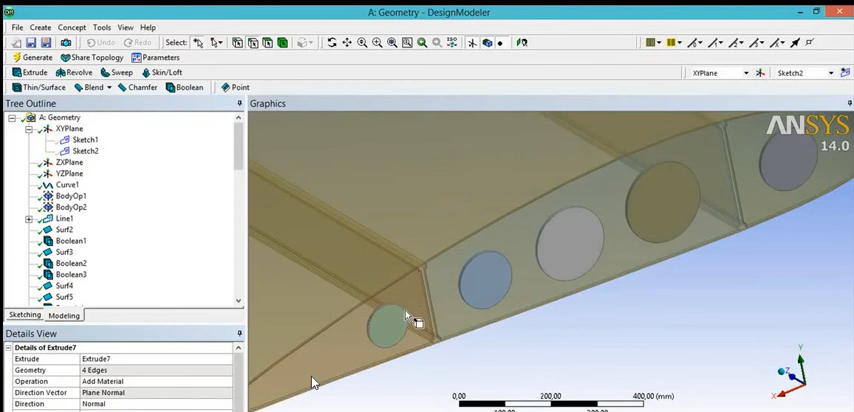 A: Geometry - DesignModeler
File Create Concept Tools View Help
Undo Redo Select:
Generate Share Topology Parameters
Extrude Revolve Sweep Skin/Loft XYPlane Sketch2
Thin/Surface Blend Chamfer Boolean Point
Tree Outline Graphics
A: Geometry
XYPlane
Sketch1
Sketch2
ZXPlane
YZPlane
Curve1
BodyOp1
BodyOp2
Line1
Surf2
Boolean1
Surf3
Boolean2
Boolean3
Surf4
Surf5
Sketching Modeling
ANSYS
14.0
Details View
Details of Extrude7
Extrude Extrude7
Geometry 4 Edges
Operation Add Material
Direction Vector Plane Normal
Direction Normal
0,00 200,00 400,00 (mm)
100,00 300,00
Y
Z
X